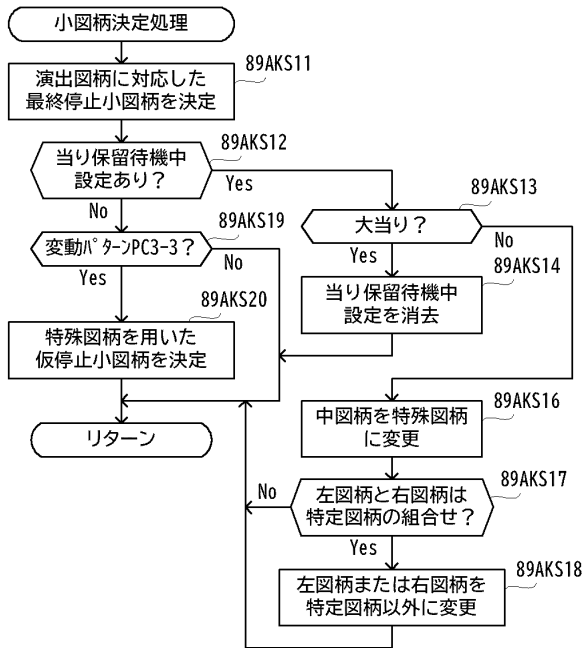 小図柄決定処理
89AKS11
演出図柄に対応した
最終停止小図柄を決定
89AKS12
当り保留待機中
設定あり？
Yes
No
89AKS13
大当り？
No
Yes
89AKS19
変動ﾊﾟﾀｰﾝPC3-3？
No
Yes
89AKS14
当り保留待機中
設定を消去
89AKS20
特殊図柄を用いた
仮停止小図柄を決定
リターン
89AKS16
中図柄を特殊図柄
に変更
89AKS17
左図柄と右図柄は
特定図柄の組合せ？
No
Yes
89AKS18
左図柄または右図柄を
特定図柄以外に変更